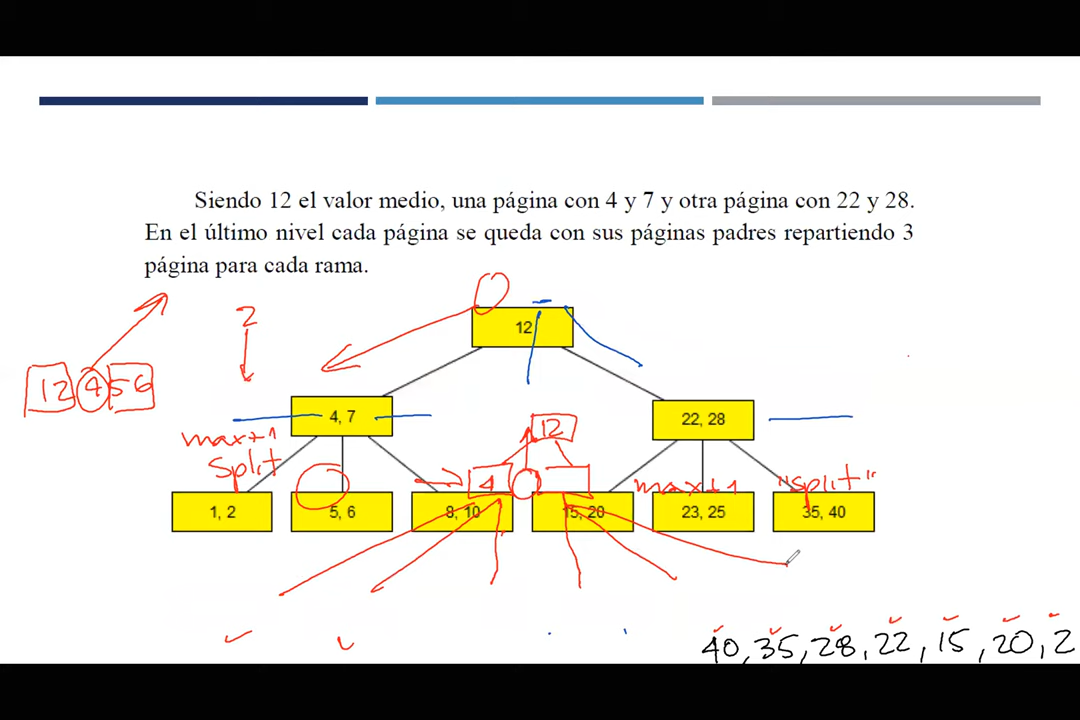 Siendo 12 el valor medio, una página con 4 y 7 y otra página con 22 y 28.
En el último nivel cada página se queda con sus páginas padres repartiendo 3
página para cada rama.
2
12
12 4 56
4, 7
22, 28
12
max+1
Split
4
max+1
"split"
1, 2
5, 6
8, 10
15, 20
23, 25
35, 40
40, 35, 28, 22, 15, 20, 2